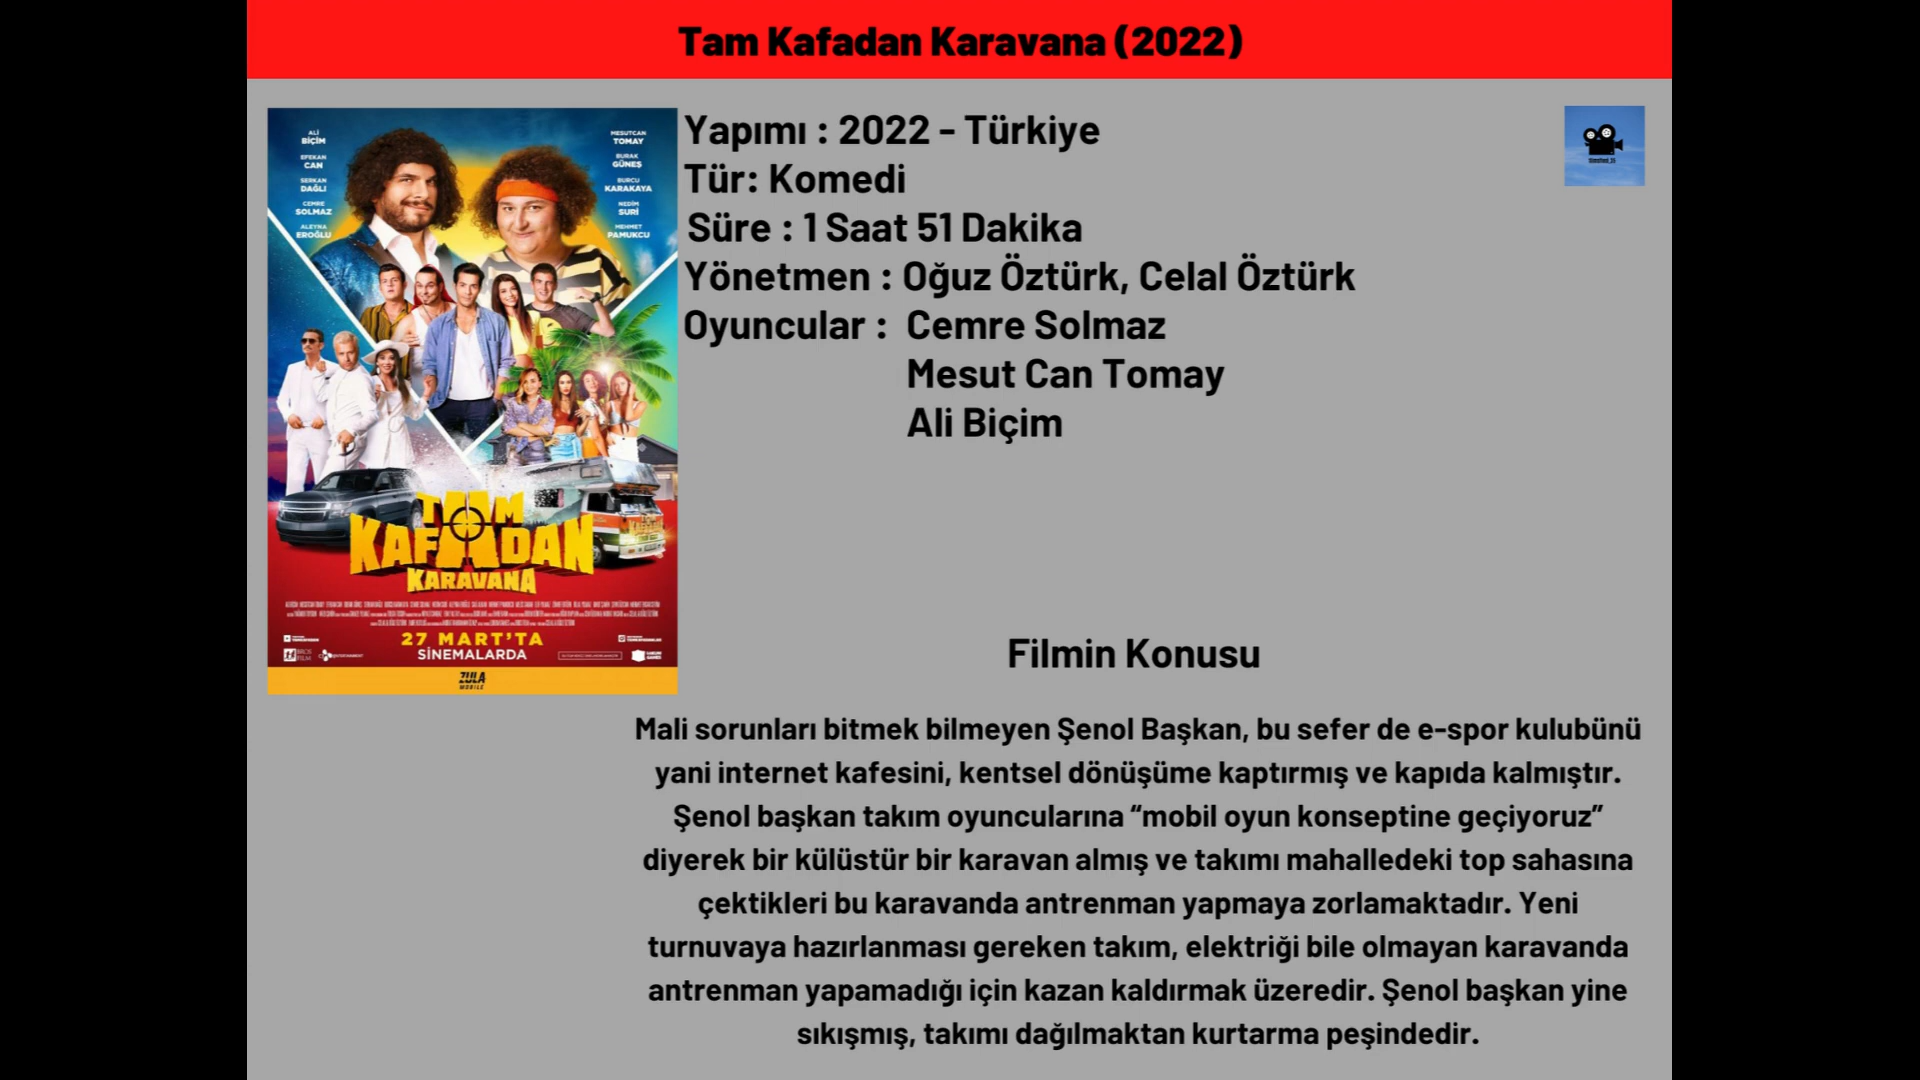 Tam Kafadan Karavana (2022)
ALİ
BİÇİM
EFEKAN
CAN
SERKAN
DAĞLI
CEMRE
SOLMAZ
ALEYNA
EROĞLU
MESUTCAN
TOMAY
BURAK
GÜNEŞ
BURCU
KARAKAYA
NEDİM
SURİ
MEHMET
PAMUKCU
TAM
KAFADAN
KARAVANA
27 MART'TA
SİNEMALARDA
ZULA
MOBILE
Yapımı : 2022 - Türkiye
Tür: Komedi
Süre : 1 Saat 51 Dakika
Yönetmen : Oğuz Öztürk, Celal Öztürk
Oyuncular : Cemre Solmaz
Mesut Can Tomay
Ali Biçim
Filmin Konusu
Mali sorunları bitmek bilmeyen Şenol Başkan, bu sefer de e-spor kulubünü
yani internet kafesini, kentsel dönüşüme kaptırmış ve kapıda kalmıştır.
Şenol başkan takım oyuncularına “mobil oyun konseptine geçiyoruz”
diyerek bir külüstür bir karavan almış ve takımı mahalledeki top sahasına
çektikleri bu karavanda antrenman yapmaya zorlamaktadır. Yeni
turnuvaya hazırlanması gereken takım, elektriği bile olmayan karavanda
antrenman yapamadığı için kazan kaldırmak üzeredir. Şenol başkan yine
sıkışmış, takımı dağılmaktan kurtarma peşindedir.